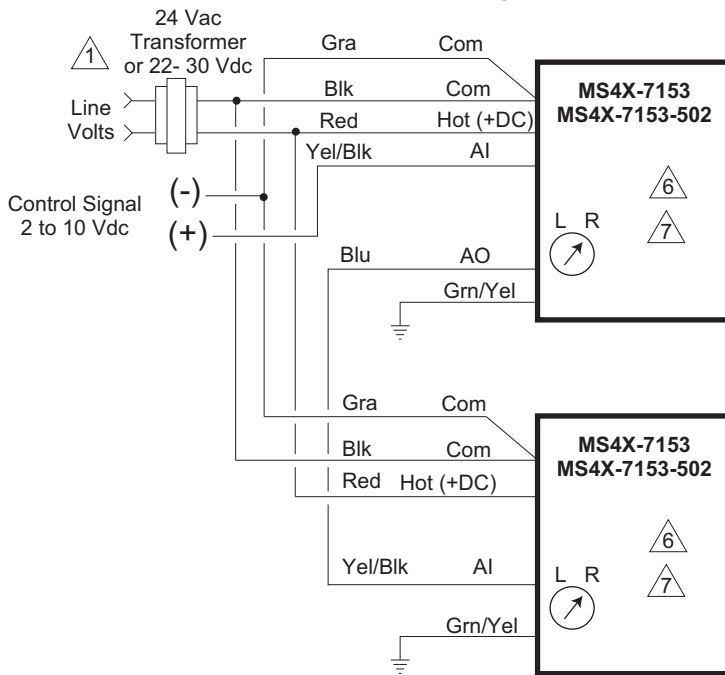 24 Vac
Transformer
or 22- 30 Vdc
1
Line
Volts
Gra Com
Blk Com
Red Hot (+DC)
Yel/Blk AI
Control Signal
2 to 10 Vdc
(-)
(+)
Blu AO
Grn/Yel
MS4X-7153
MS4X-7153-502
6
7
L R
Gra Com
Blk Com
Red Hot (+DC)
Yel/Blk AI
Grn/Yel
MS4X-7153
MS4X-7153-502
6
7
L R